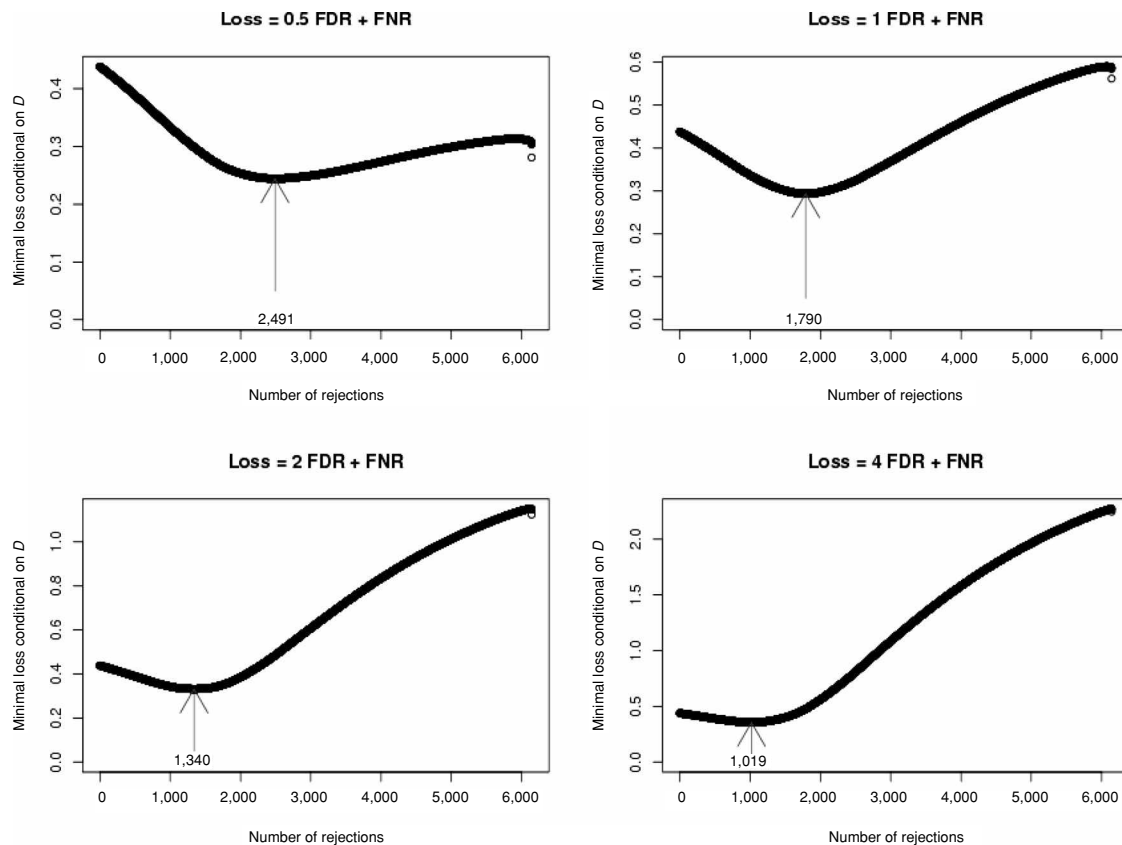 Loss = 0.5 FDR + FNR
Minimal loss conditional on D
0.4
0.3
0.2
0.1
0.0
2,491
0 1,000 2,000 3,000 4,000 5,000 6,000
Number of rejections
Loss = 1 FDR + FNR
Minimal loss conditional on D
0.6
0.5
0.4
0.3
0.2
0.1
0.0
1,790
0 1,000 2,000 3,000 4,000 5,000 6,000
Number of rejections
Loss = 2 FDR + FNR
Minimal loss conditional on D
1.0
0.8
0.6
0.4
0.2
0.0
1,340
0 1,000 2,000 3,000 4,000 5,000 6,000
Number of rejections
Loss = 4 FDR + FNR
Minimal loss conditional on D
2.0
1.5
1.0
0.5
0.0
1,019
0 1,000 2,000 3,000 4,000 5,000 6,000
Number of rejections